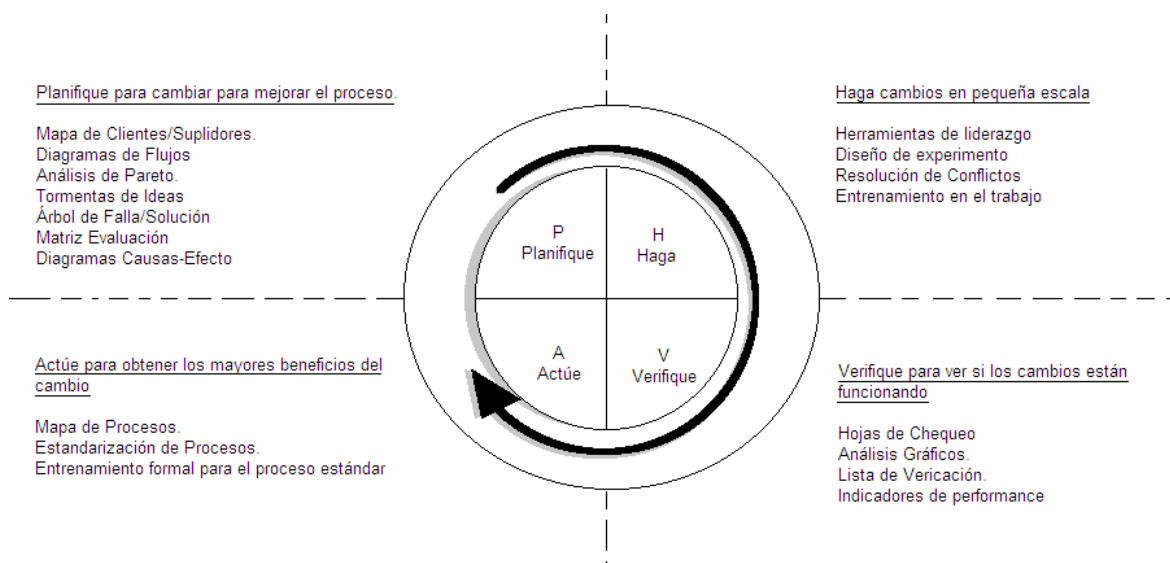 Planifique para cambiar para mejorar el proceso.
Mapa de Clientes/Suplidores.
Diagramas de Flujos
Análisis de Pareto.
Tormentas de Ideas
Árbol de Falla/Solución
Matriz Evaluación
Diagramas Causas-Efecto
Haga cambios en pequeña escala
Herramientas de liderazgo
Diseño de experimento
Resolución de Conflictos
Entrenamiento en el trabajo
P
Planifique
H
Haga
A
Actúe
V
Verifique
Actúe para obtener los mayores beneficios del
cambio
Mapa de Procesos.
Estandarización de Procesos.
Entrenamiento formal para el proceso estándar
Verifique para ver si los cambios están
funcionando
Hojas de Chequeo
Análisis Gráficos.
Lista de Vericación.
Indicadores de performance